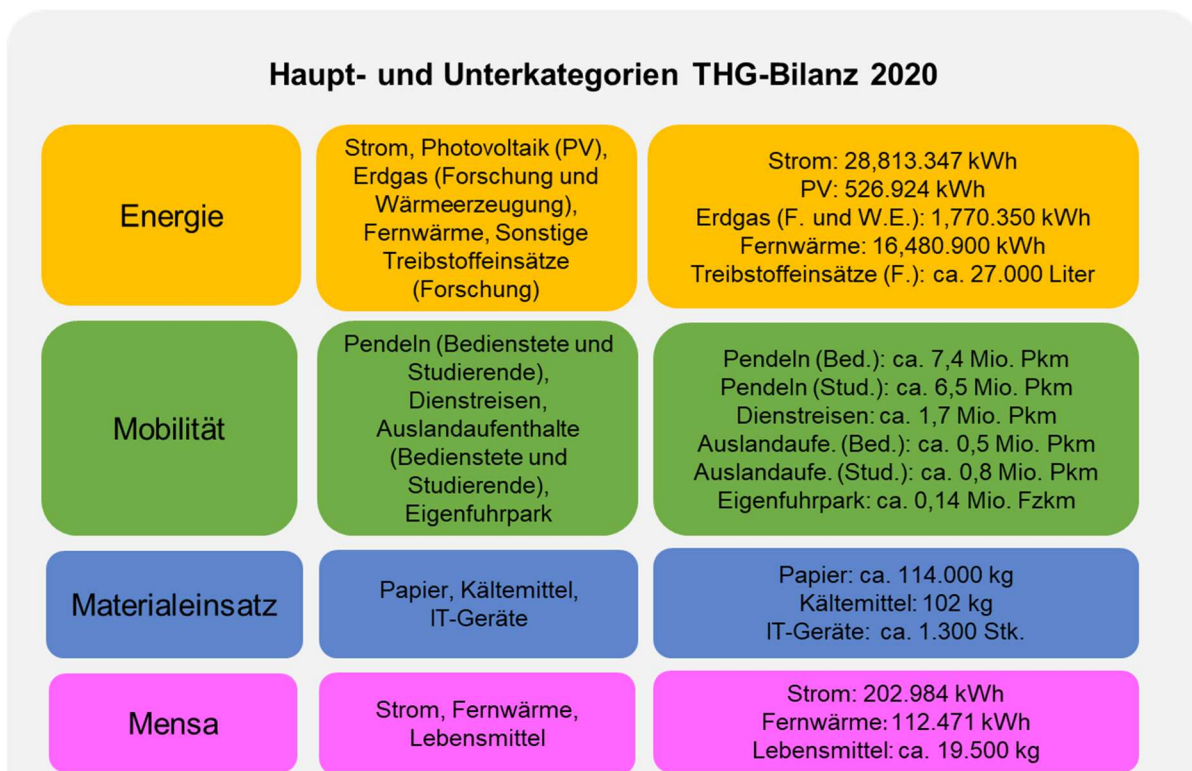 Haupt- und Unterkategorien THG-Bilanz 2020
Energie
Strom, Photovoltaik (PV),
Erdgas (Forschung und
Wärmeerzeugung),
Fernwärme, Sonstige
Treibstoffeinsätze
(Forschung)
Strom: 28,813.347 kWh
PV: 526.924 kWh
Erdgas (F. und W.E.): 1,770.350 kWh
Fernwärme: 16,480.900 kWh
Treibstoffeinsätze (F.): ca. 27.000 Liter
Mobilität
Pendeln (Bedienstete und
Studierende),
Dienstreisen,
Auslandaufenthalte
(Bedienstete und
Studierende),
Eigenfuhrpark
Pendeln (Bed.): ca. 7,4 Mio. Pkm
Pendeln (Stud.): ca. 6,5 Mio. Pkm
Dienstreisen: ca. 1,7 Mio. Pkm
Auslandaufe. (Bed.): ca. 0,5 Mio. Pkm
Auslandaufe. (Stud.): ca. 0,8 Mio. Pkm
Eigenfuhrpark: ca. 0,14 Mio. Fzkm
Materialeinsatz
Papier, Kältemittel,
IT-Geräte
Papier: ca. 114.000 kg
Kältemittel: 102 kg
IT-Geräte: ca. 1.300 Stk.
Mensa
Strom, Fernwärme,
Lebensmittel
Strom: 202.984 kWh
Fernwärme: 112.471 kWh
Lebensmittel: ca. 19.500 kg